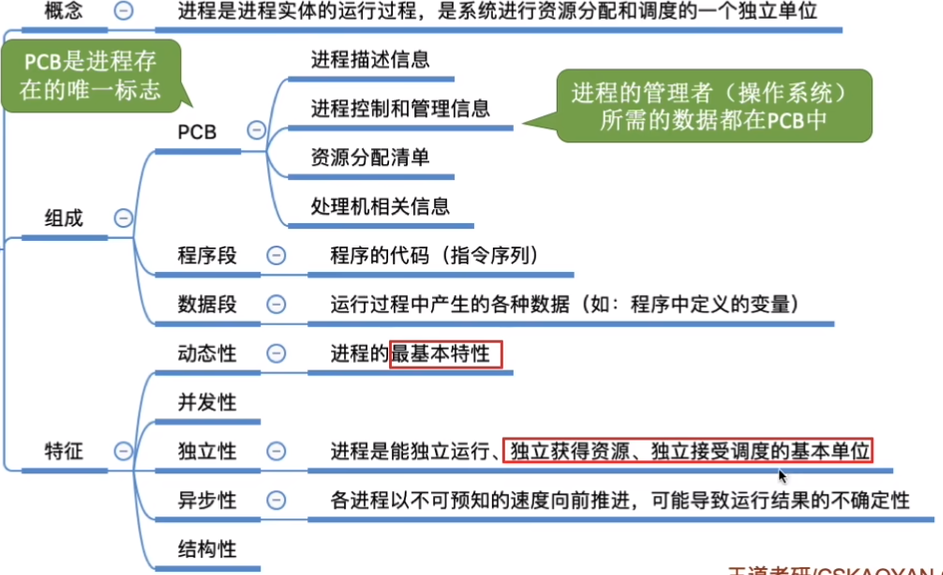 概念
进程是进程实体的运行过程，是系统进行资源分配和调度的一个独立单位
PCB是进程存
在的唯一标志
进程描述信息
进程控制和管理信息
进程的管理者（操作系统）
所需的数据都在PCB中
PCB
资源分配清单
处理机相关信息
组成
程序段
程序的代码（指令序列）
数据段
运行过程中产生的各种数据（如：程序中定义的变量）
动态性
进程的最基本特性
并发性
特征
独立性
进程是能独立运行、独立获得资源、独立接受调度的基本单位
异步性
各进程以不可预知的速度向前推进，可能导致运行结果的不确定性
结构性